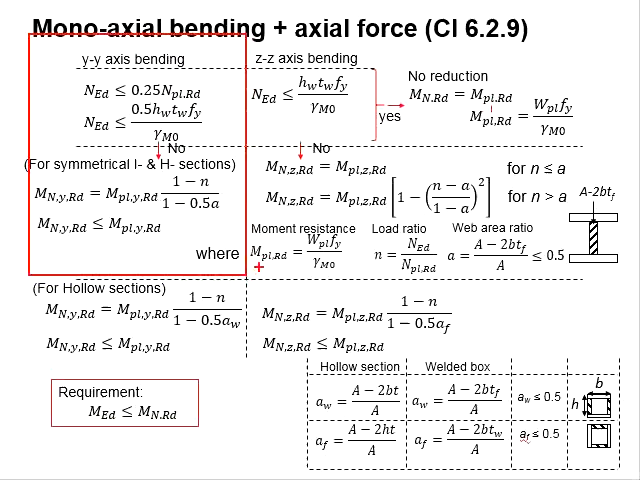 Mono-axial bending + axial force (Cl 6.2.9)
y-y axis bending
z-z axis bending
N_Ed ≤ 0.25N_pl.Rd
N_Ed ≤ 0.5h_w t_w f_y / γ_M0
N_Ed ≤ h_w t_w f_y / γ_M0
yes
No reduction
M_N.Rd = M_pl.Rd
M_pl,Rd = W_pl f_y / γ_M0
No
No
(For symmetrical I- & H- sections)
M_N,y,Rd = M_pl,y,Rd (1 − n) / (1 − 0.5a)
M_N,y,Rd ≤ M_pl,y,Rd
M_N,z,Rd = M_pl,z,Rd
for n ≤ a
M_N,z,Rd = M_pl,z,Rd [1 − ((n − a) / (1 − a))^2]
for n > a
A-2bt_f
where
Moment resistance
M_pl,Rd = W_pl f_y / γ_M0
+
Load ratio
n = N_Ed / N_pl,Rd
Web area ratio
a = (A − 2bt_f) / A ≤ 0.5
(For Hollow sections)
M_N,y,Rd = M_pl,y,Rd (1 − n) / (1 − 0.5a_w)
M_N,y,Rd ≤ M_pl,y,Rd
M_N,z,Rd = M_pl,z,Rd (1 − n) / (1 − 0.5a_f)
M_N,z,Rd ≤ M_pl,z,Rd
Requirement:
M_Ed ≤ M_N.Rd
Hollow section
Welded box
a_w = (A − 2bt) / A
a_w = (A − 2bt_f) / A
a_w ≤ 0.5
b
h
a_f = (A − 2ht) / A
a_f = (A − 2bt_w) / A
a_f ≤ 0.5